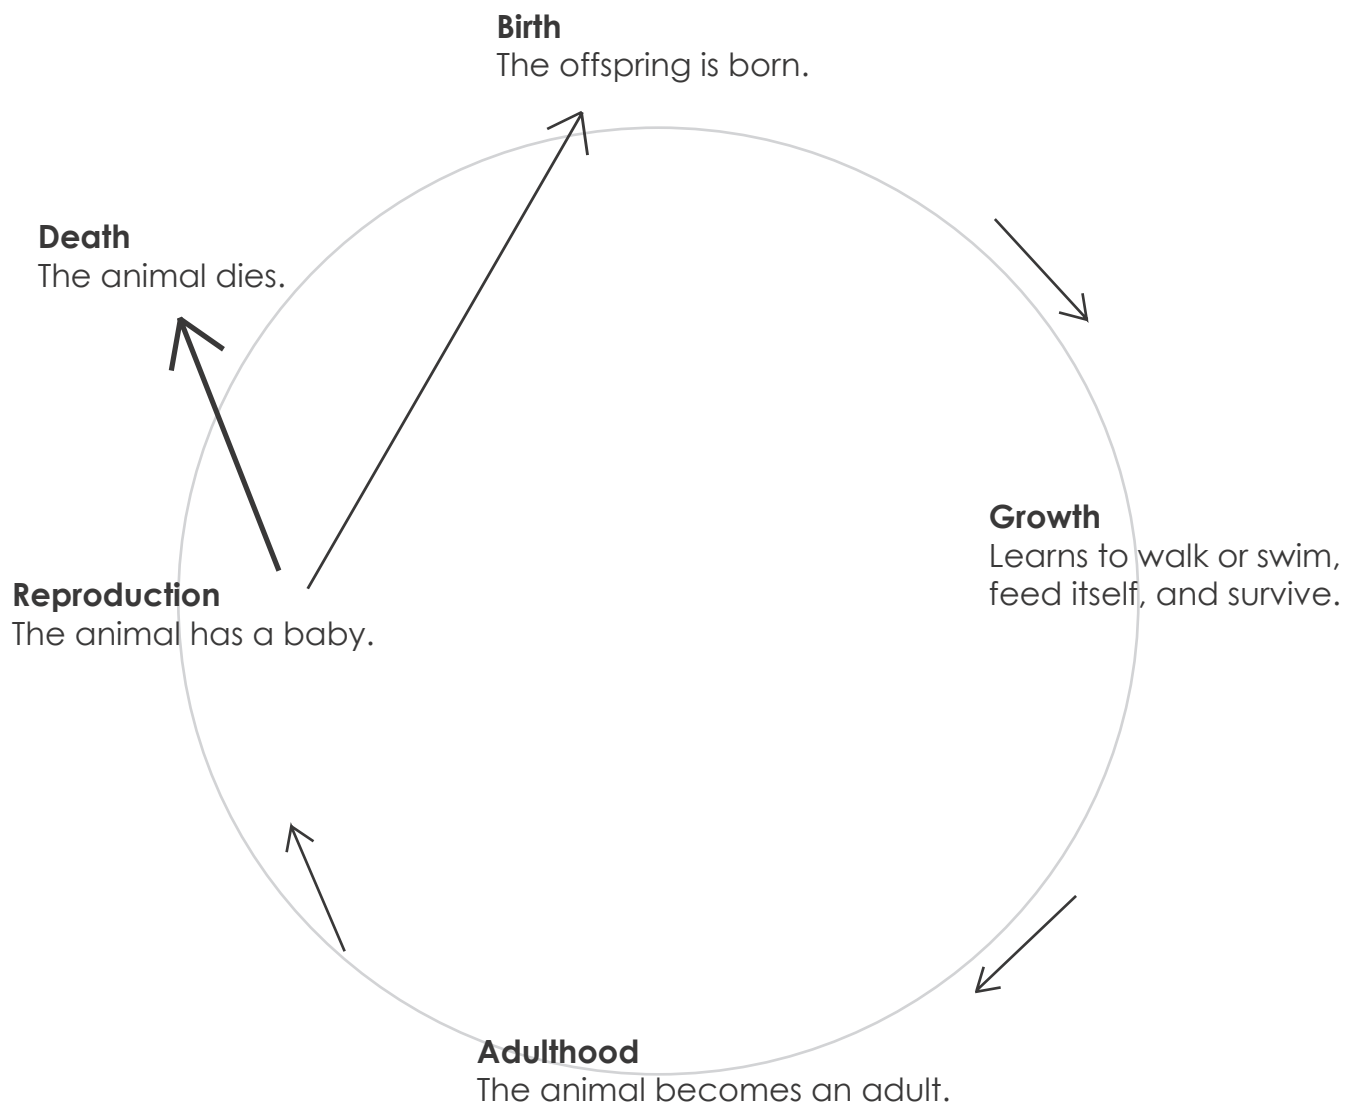 Birth
The offspring is born.
Death
The animal dies.
Growth
Learns to walk or swim,
feed itself, and survive.
Reproduction
The animal has a baby.
Adulthood
The animal becomes an adult.